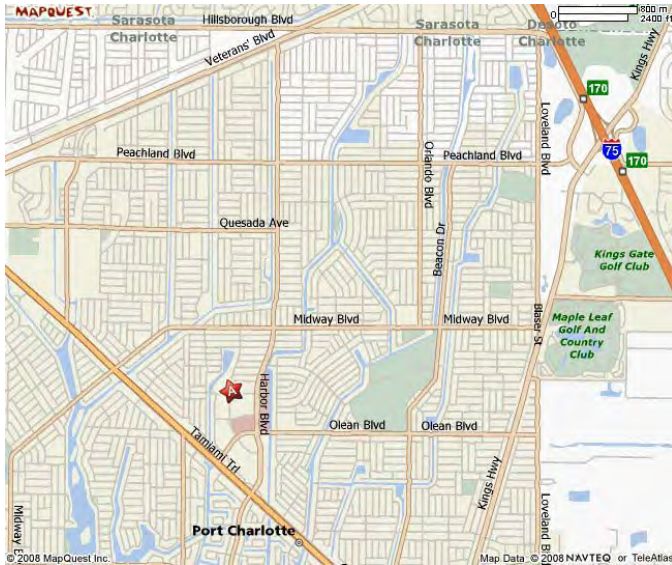 MAPQUEST
Hillsborough Blvd
Sarasota
Charlotte
Sarasota
Charlotte
Desoto
Charlotte
0
800 m
2400 ft
Veterans' Blvd
Kings Hwy
170
Loveland Blvd
75
170
Peachland Blvd
Orlando Blvd
Peachland Blvd
Quesada Ave
Beacon Dr
Kings Gate
Golf Club
Midway Blvd
Midway Blvd
Blaser St
Maple Leaf
Golf And
Country
Club
A
Harbor Blvd
Olean Blvd
Olean Blvd
Tamiami Trl
Kings Hwy
Loveland Blvd
Midway B
Port Charlotte
© 2008 MapQuest Inc.
Map Data © 2008 NAVTEQ or TeleAtlas